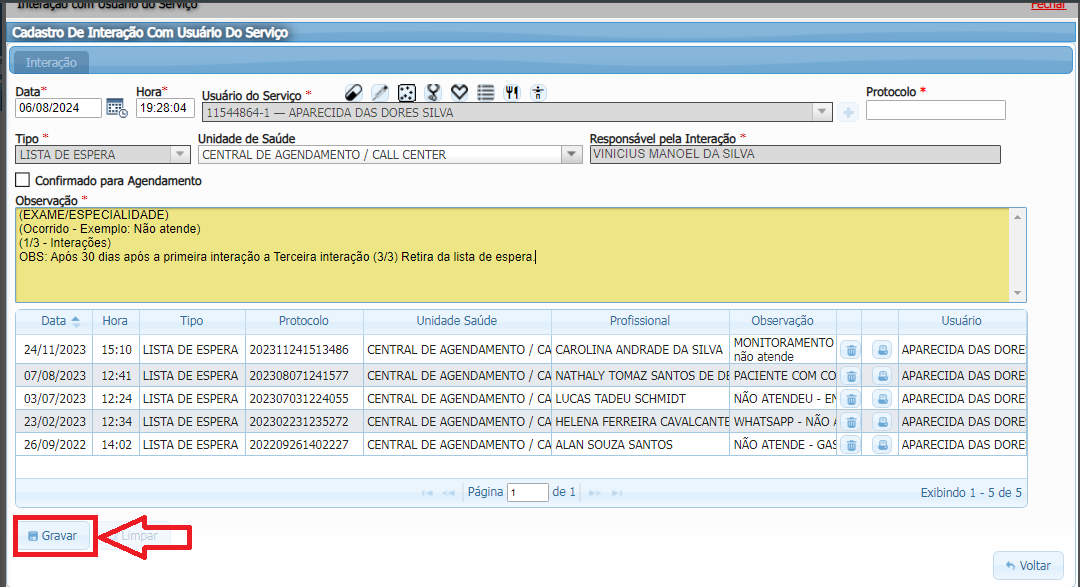 Interação com Usuário do Serviço Fechar
Cadastro De Interação Com Usuário Do Serviço
Interação
Data* Hora* Usuário do Serviço * Protocolo *
06/08/2024 19:28:04 11544864-1 — APARECIDA DAS DORES SILVA
Tipo * Unidade de Saúde Responsável pela Interação *
LISTA DE ESPERA CENTRAL DE AGENDAMENTO / CALL CENTER VINICIUS MANOEL DA SILVA
Confirmado para Agendamento
Observação *
(EXAME/ESPECIALIDADE)
(Ocorrido - Exemplo: Não atende)
(1/3 - Interações)
OBS: Após 30 dias após a primeira interação a Terceira interação (3/3) Retira da lista de espera.
Data Hora Tipo Protocolo Unidade Saúde Profissional Observação Usuário
24/11/2023 15:10 LISTA DE ESPERA 202311241513486 CENTRAL DE AGENDAMENTO / CA CAROLINA ANDRADE DA SILVA MONITORAMENTO não atende APARECIDA DAS DORES
07/08/2023 12:41 LISTA DE ESPERA 202308071241577 CENTRAL DE AGENDAMENTO / CA NATHALY TOMAZ SANTOS DE DE PACIENTE COM CO APARECIDA DAS DORES
03/07/2023 12:24 LISTA DE ESPERA 202307031224055 CENTRAL DE AGENDAMENTO / CA LUCAS TADEU SCHMIDT NÃO ATENDEU - EN APARECIDA DAS DORES
23/02/2023 12:34 LISTA DE ESPERA 202302231235272 CENTRAL DE AGENDAMENTO / CA HELENA FERREIRA CAVALCANTE WHATSAPP - NÃO A APARECIDA DAS DORES
26/09/2022 14:02 LISTA DE ESPERA 202209261402227 CENTRAL DE AGENDAMENTO / CA ALAN SOUZA SANTOS NÃO ATENDE - GAS APARECIDA DAS DORES
Página 1 de 1 Exibindo 1 - 5 de 5
Gravar Limpar
Voltar